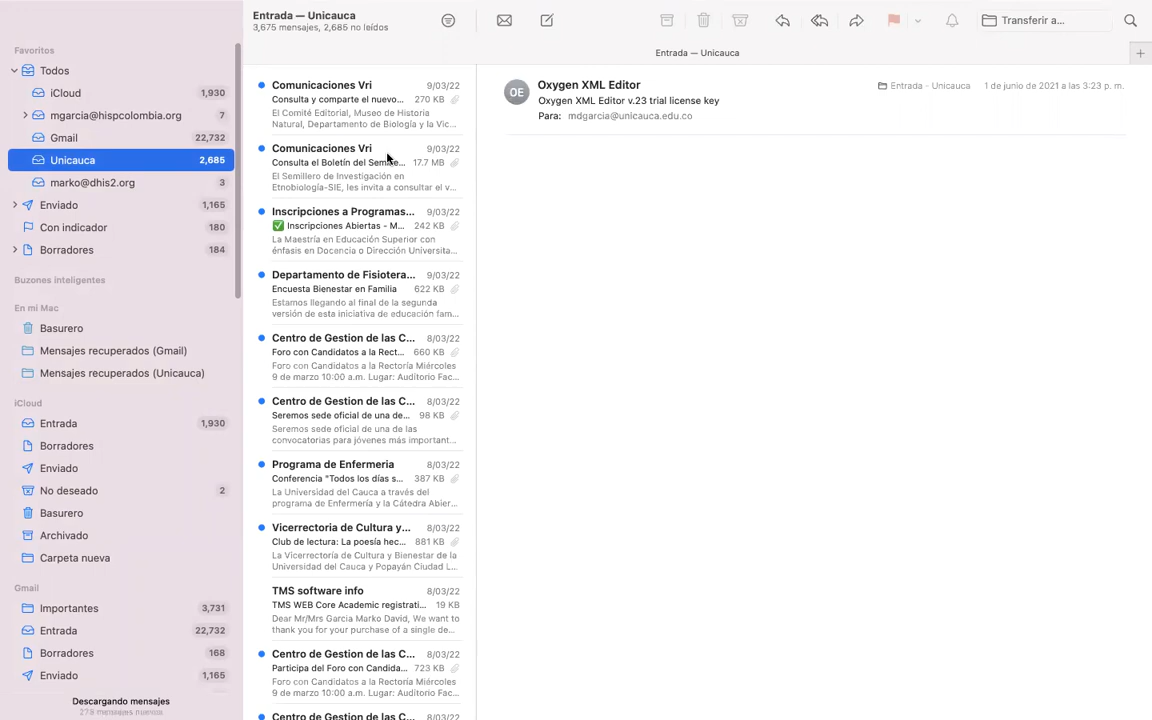 Favoritos
Todos
iCloud 1,930
mgarcia@hispcolombia.org 7
Gmail 22,732
Unicauca 2,685
marko@dhis2.org 3
Enviado 1,165
Con indicador 180
Borradores 184
Buzones inteligentes
En mi Mac
Basurero
Mensajes recuperados (Gmail)
Mensajes recuperados (Unicauca)
iCloud
Entrada 1,930
Borradores
Enviado
No deseado 2
Basurero
Archivado
Carpeta nueva
Gmail
Importantes 3,731
Entrada 22,732
Borradores 168
Enviado 1,165
Descargando mensajes
Entrada — Unicauca
3,675 mensajes, 2,685 no leídos
Transferir a...
Entrada — Unicauca
Comunicaciones Vri 9/03/22
Consulta y comparte el nuevo... 270 KB
El Comité Editorial, Museo de Historia
Natural, Departamento de Biología y la Vic...
Comunicaciones Vri 9/03/22
Consulta el Boletín del Semille... 17.7 MB
El Semillero de Investigación en
Etnobiología-SIE, les invita a consultar el v...
Inscripciones a Programas... 9/03/22
✅ Inscripciones Abiertas - M... 242 KB
La Maestría en Educación Superior con
énfasis en Docencia o Dirección Universita...
Departamento de Fisiotera... 9/03/22
Encuesta Bienestar en Familia 622 KB
Estamos llegando al final de la segunda
versión de esta iniciativa de educación fam...
Centro de Gestion de las C... 8/03/22
Foro con Candidatos a la Rect... 660 KB
Foro con Candidatos a la Rectoría Miércoles
9 de marzo 10:00 a.m. Lugar: Auditorio Fac...
Centro de Gestion de las C... 8/03/22
Seremos sede oficial de una de... 98 KB
Seremos sede oficial de una de las
convocatorias para jóvenes más important...
Programa de Enfermeria 8/03/22
Conferencia "Todos los días s... 387 KB
La Universidad del Cauca a través del
programa de Enfermería y la Cátedra Abier...
Vicerrectoria de Cultura y... 8/03/22
Club de lectura: La poesía hec... 881 KB
La Vicerrectoría de Cultura y Bienestar de la
Universidad del Cauca y Popayán Ciudad L...
TMS software info 8/03/22
TMS WEB Core Academic registrati... 19 KB
Dear Mr/Mrs Garcia Marko David, We want to
thank you for your purchase of a single de...
Centro de Gestion de las C... 8/03/22
Participa del Foro con Candida... 723 KB
Foro con Candidatos a la Rectoría Miércoles
9 de marzo 10:00 a.m. Lugar: Auditorio Fac...
Centro de Gestion de las C... 8/03/22
OE
Oxygen XML Editor
Entrada - Unicauca 1 de junio de 2021 a las 3:23 p. m.
Oxygen XML Editor v.23 trial license key
Para: mdgarcia@unicauca.edu.co